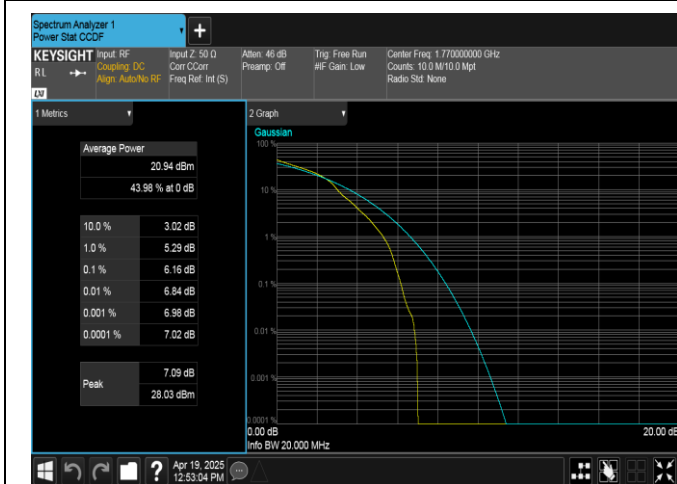 Spectrum Analyzer 1
Power Stat CCDF
+
KEYSIGHT
RL
LXI
Input: RF
Coupling: DC
Align: Auto/No RF
Input Z: 50 Ω
Corr CCorr
Freq Ref: Int (S)
Atten: 46 dB
Preamp: Off
Trig: Free Run
#IF Gain: Low
Center Freq: 1.770000000 GHz
Counts: 10.0 M/10.0 Mpt
Radio Std: None
1 Metrics
Average Power
20.94 dBm
43.98 % at 0 dB
10.0 % 3.02 dB
1.0 % 5.29 dB
0.1 % 6.16 dB
0.01 % 6.84 dB
0.001 % 6.98 dB
0.0001 % 7.02 dB
Peak
7.09 dB
28.03 dBm
2 Graph
Gaussian
100 %
10 %
1 %
0.1 %
0.01 %
0.001 %
0.0001 %
0.00 dB
20.00 dB
Info BW 20.000 MHz
?
Apr 19, 2025
12:53:04 PM